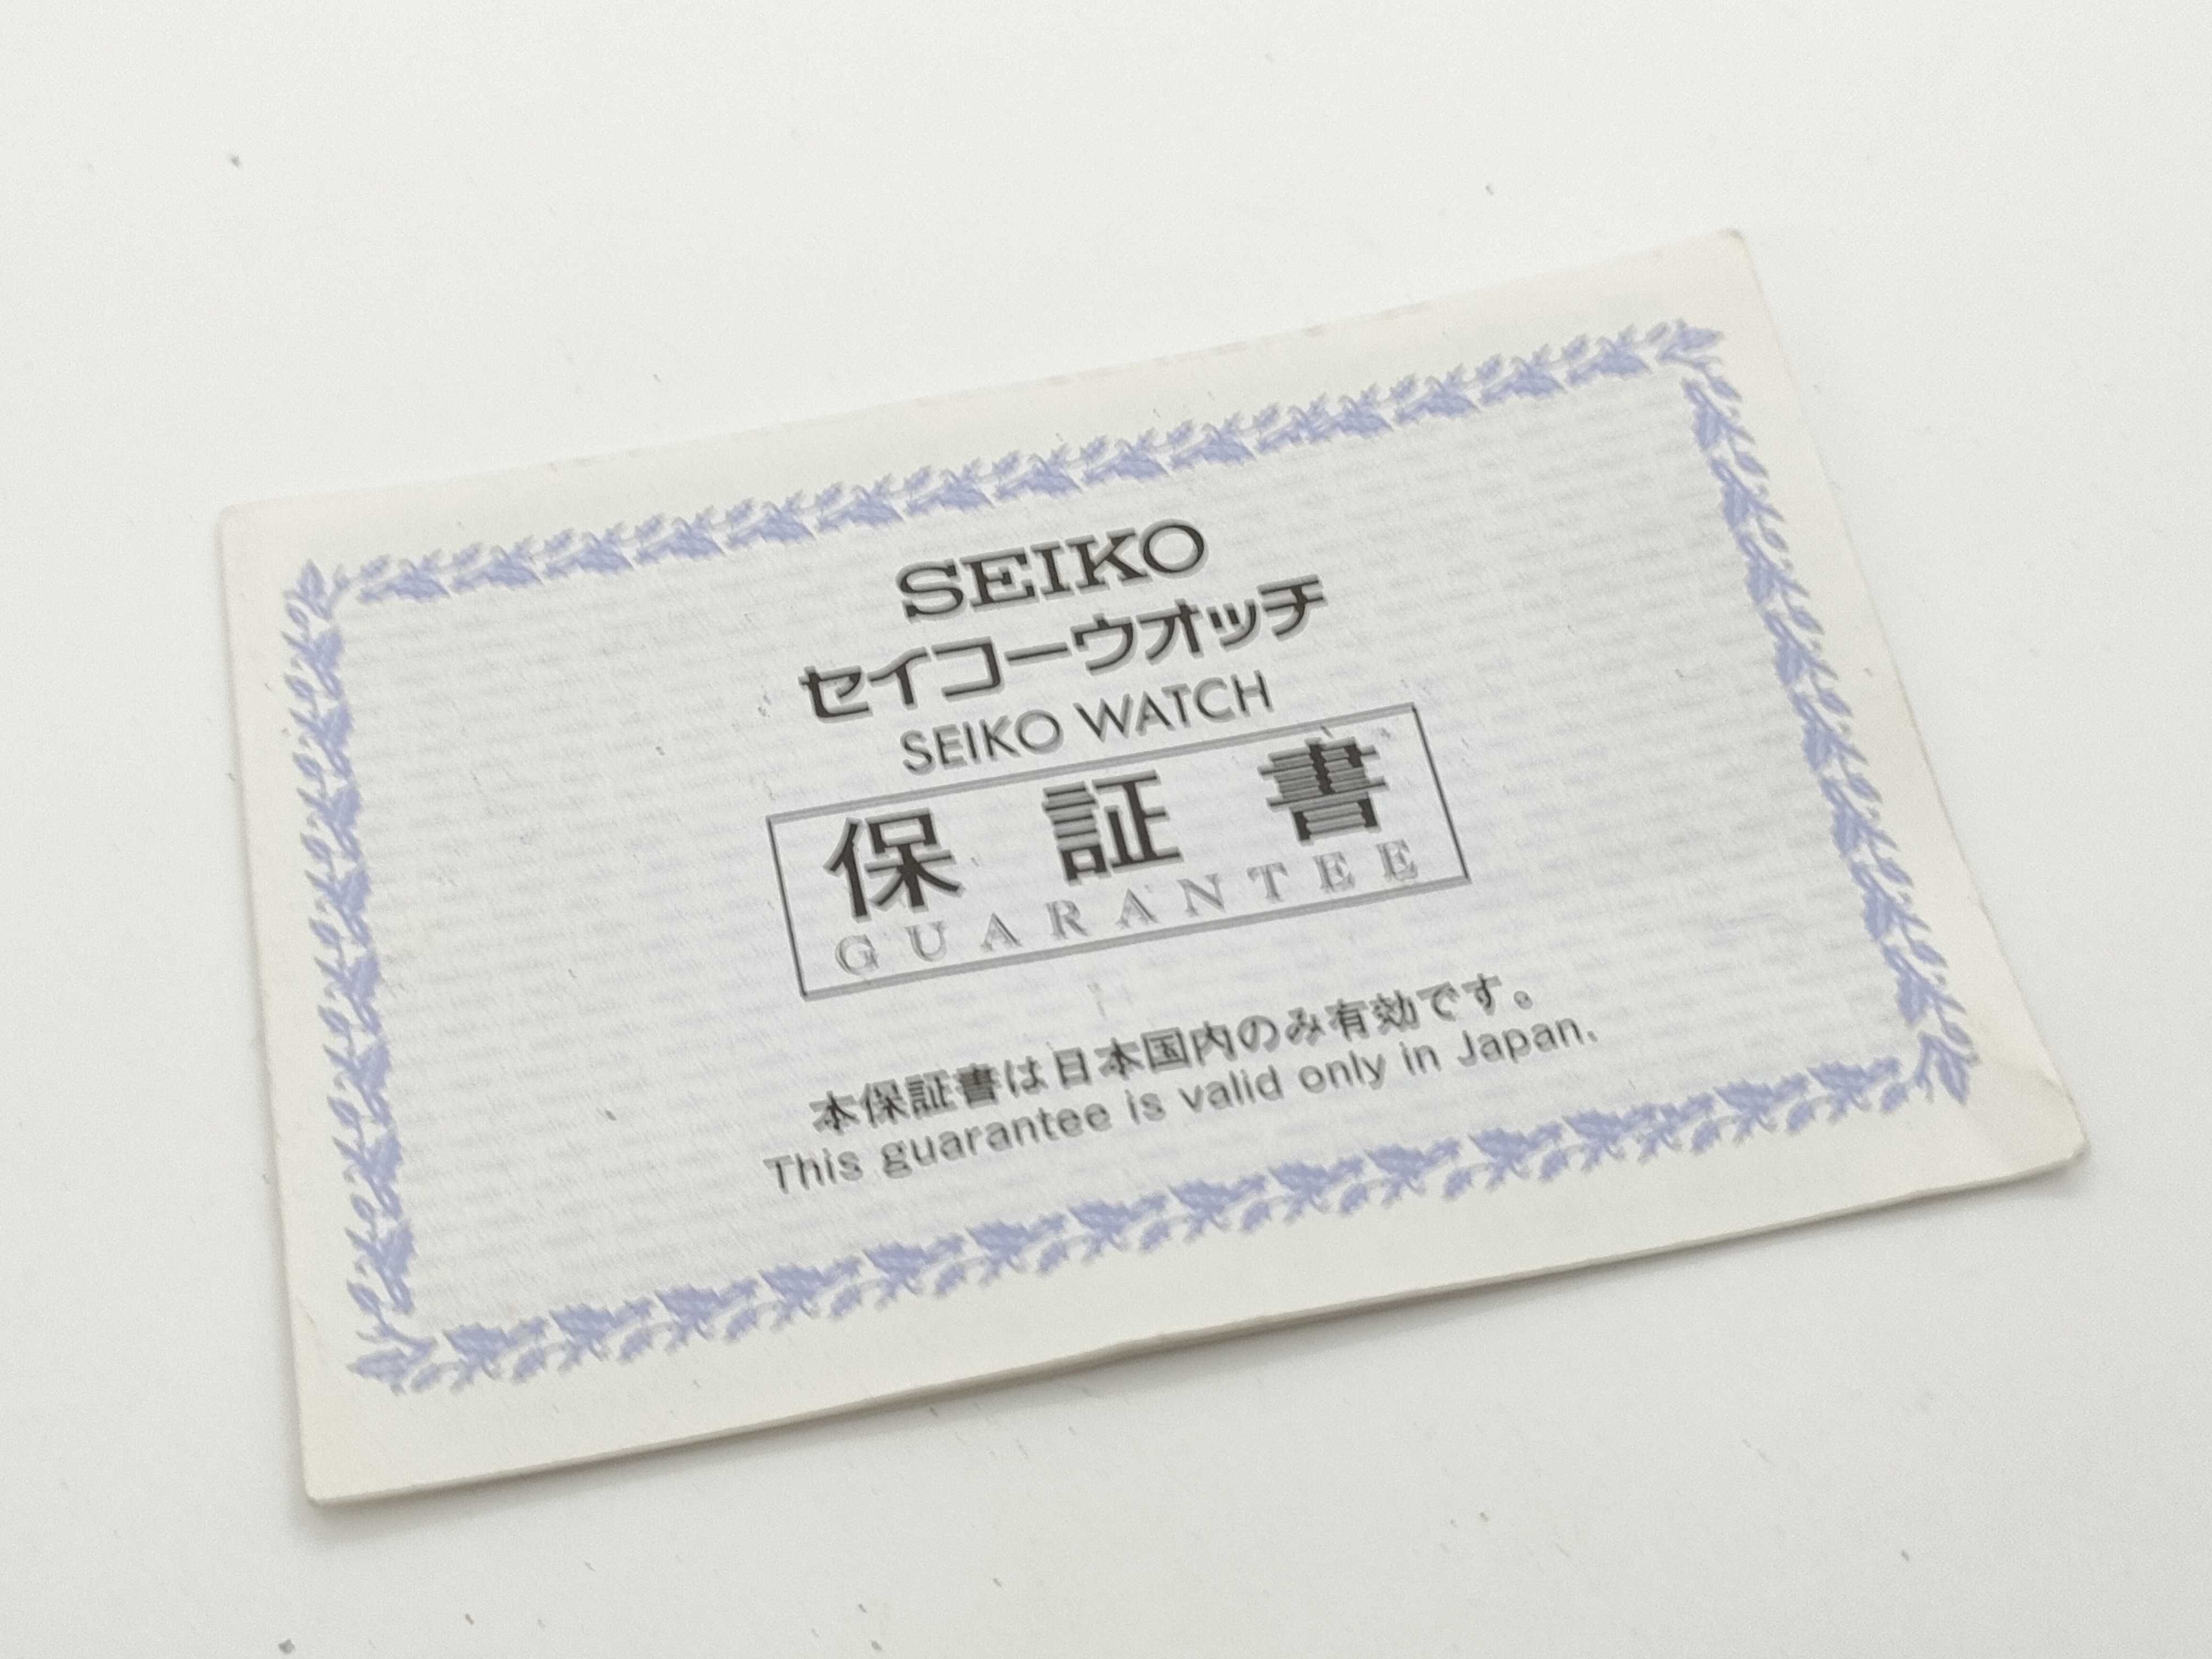 SEIKO
セイコーウオッチ
SEIKO WATCH
保証書
GUARANTEE
本保証書は日本国内のみ有効です。
This guarantee is valid only in Japan.